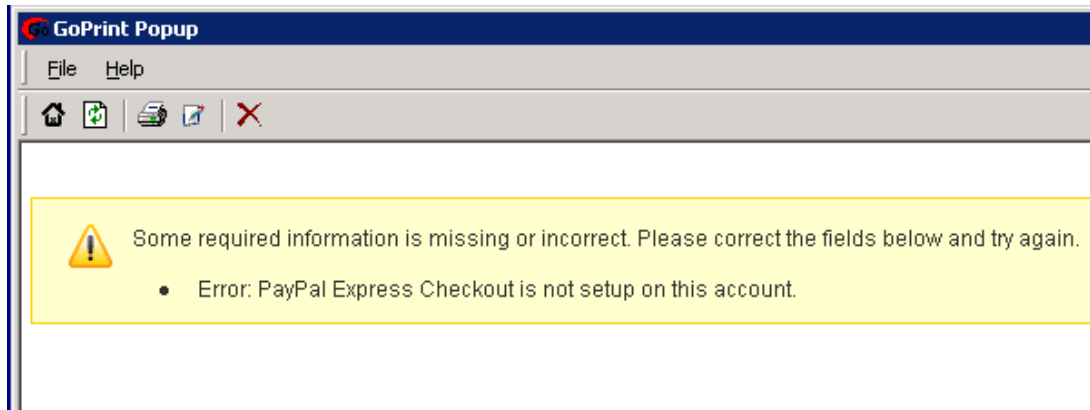 Go GoPrint Popup
File Help
Some required information is missing or incorrect. Please correct the fields below and try again.
• Error: PayPal Express Checkout is not setup on this account.